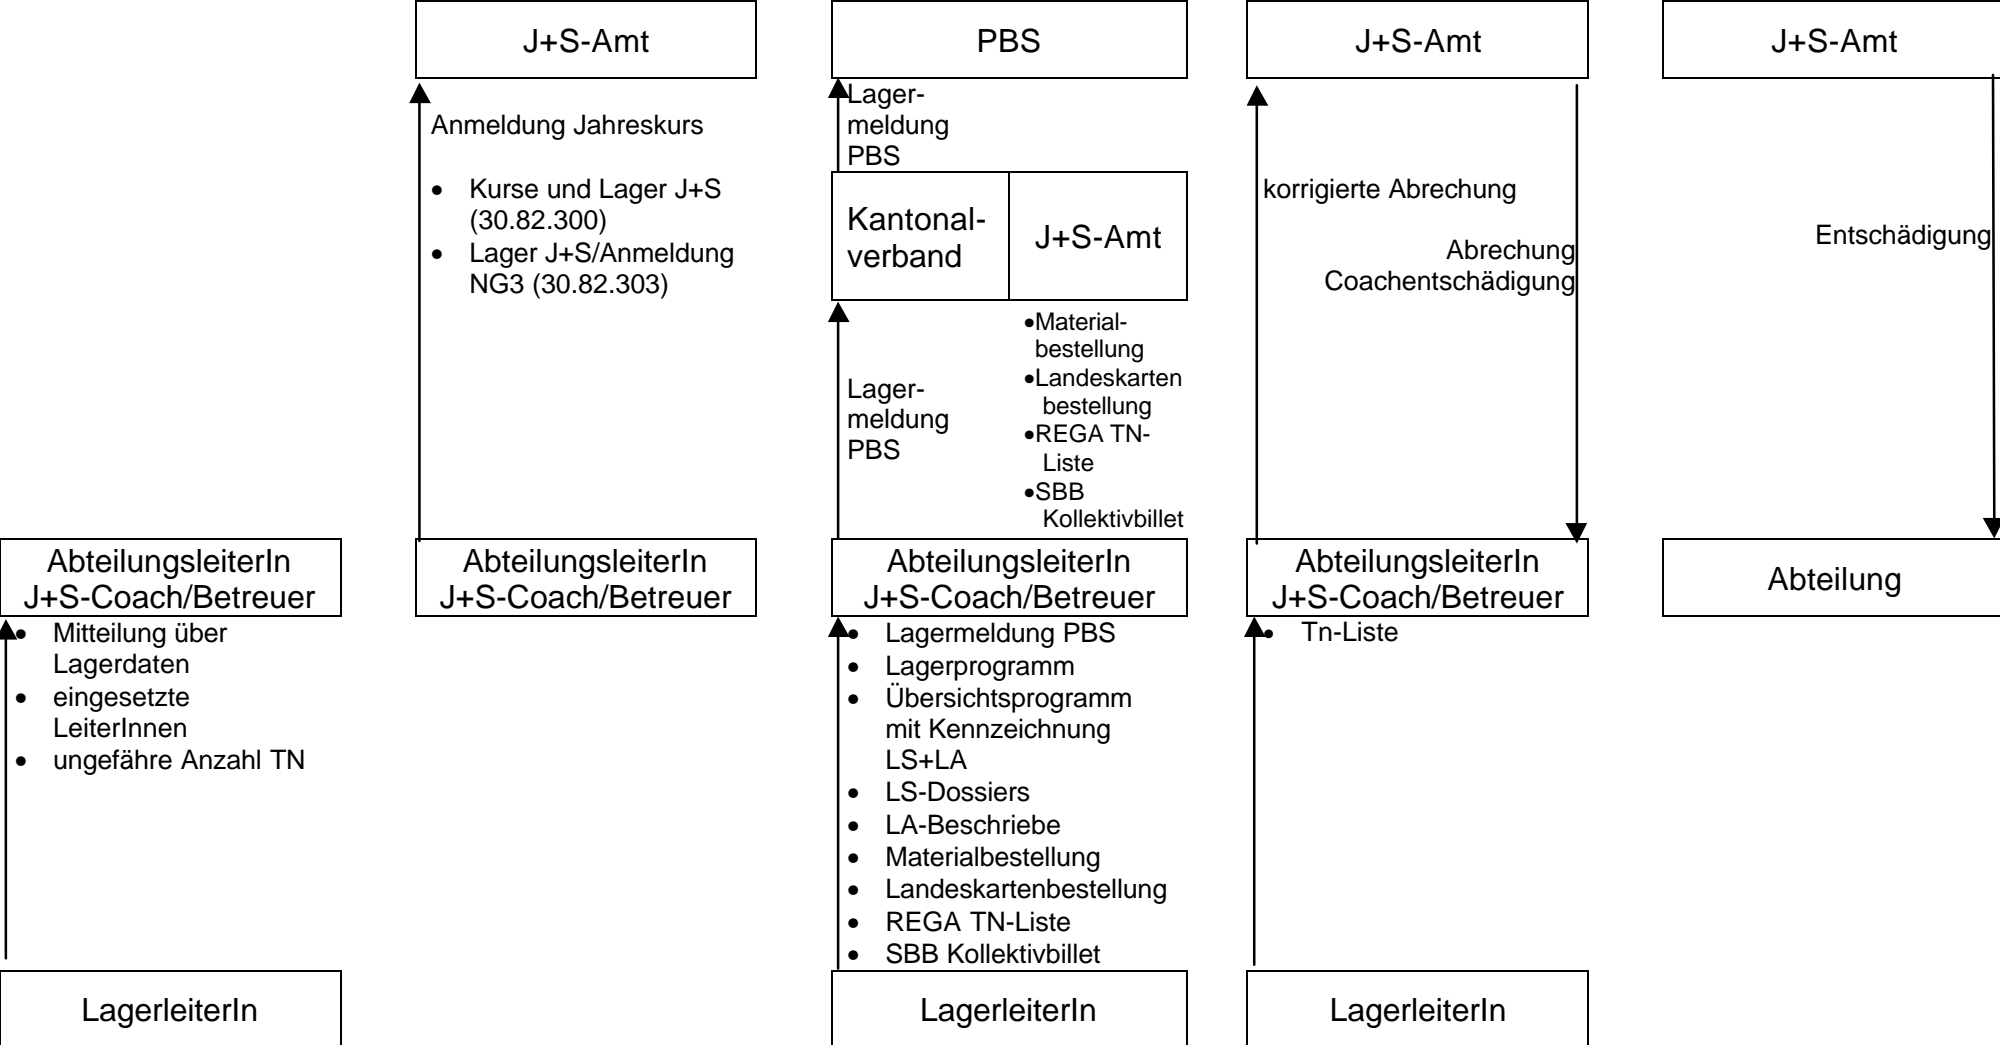 J+S-Amt
PBS
J+S-Amt
J+S-Amt
Anmeldung Jahreskurs
• Kurse und Lager J+S
(30.82.300)
• Lager J+S/Anmeldung
NG3 (30.82.303)
Lager-
meldung
PBS
Kantonal-
verband
J+S-Amt
Lager-
meldung
PBS
•Material-
bestellung
•Landeskarten
bestellung
•REGA TN-
Liste
•SBB
Kollektivbillet
korrigierte Abrechung
Abrechung
Coachentschädigung
Entschädigung
AbteilungsleiterIn
J+S-Coach/Betreuer
AbteilungsleiterIn
J+S-Coach/Betreuer
AbteilungsleiterIn
J+S-Coach/Betreuer
AbteilungsleiterIn
J+S-Coach/Betreuer
Abteilung
• Mitteilung über
Lagerdaten
• eingesetzte
LeiterInnen
• ungefähre Anzahl TN
• Lagermeldung PBS
• Lagerprogramm
• Übersichtsprogramm
mit Kennzeichnung
LS+LA
• LS-Dossiers
• LA-Beschriebe
• Materialbestellung
• Landeskartenbestellung
• REGA TN-Liste
• SBB Kollektivbillet
• Tn-Liste
LagerleiterIn
LagerleiterIn
LagerleiterIn